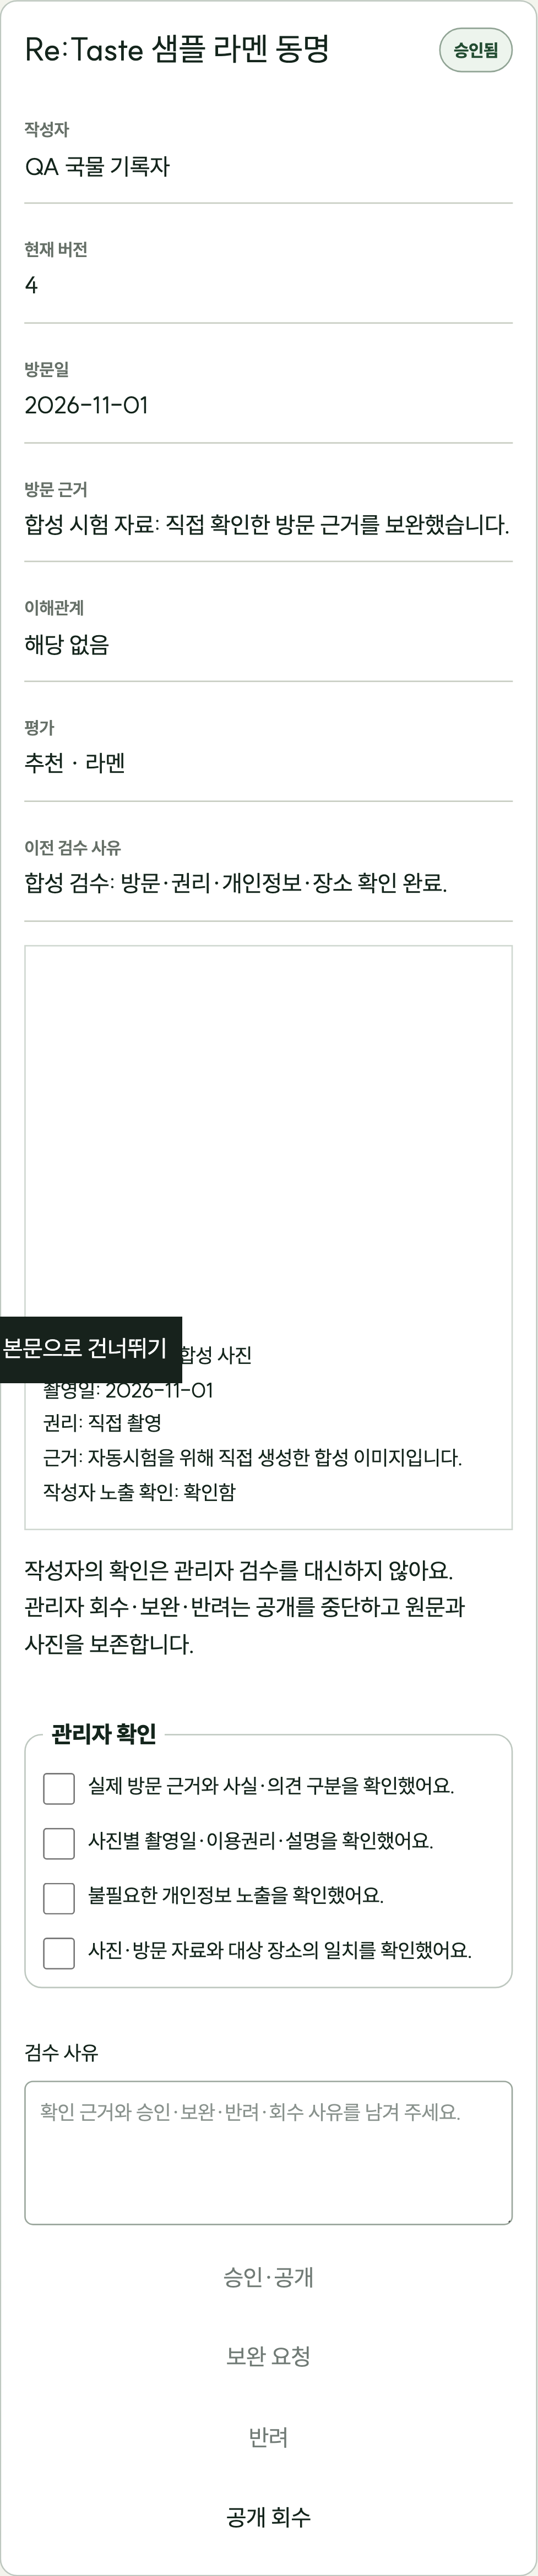 Re:Taste 샘플 라멘 동명
승인됨
작성자
QA 국물 기록자
현재 버전
4
방문일
2026-11-01
방문 근거
합성 시험 자료: 직접 확인한 방문 근거를 보완했습니다.
이해관계
해당 없음
평가
추천 · 라멘
이전 검수 사유
합성 검수: 방문·권리·개인정보·장소 확인 완료.
본문으로 건너뛰기
합성 사진
촬영일: 2026-11-01
권리: 직접 촬영
근거: 자동시험을 위해 직접 생성한 합성 이미지입니다.
작성자 노출 확인: 확인함
작성자의 확인은 관리자 검수를 대신하지 않아요.
관리자 회수·보완·반려는 공개를 중단하고 원문과
사진을 보존합니다.
관리자 확인
실제 방문 근거와 사실·의견 구분을 확인했어요.
사진별 촬영일·이용권리·설명을 확인했어요.
불필요한 개인정보 노출을 확인했어요.
사진·방문 자료와 대상 장소의 일치를 확인했어요.
검수 사유
확인 근거와 승인·보완·반려·회수 사유를 남겨 주세요.
승인·공개
보완 요청
반려
공개 회수